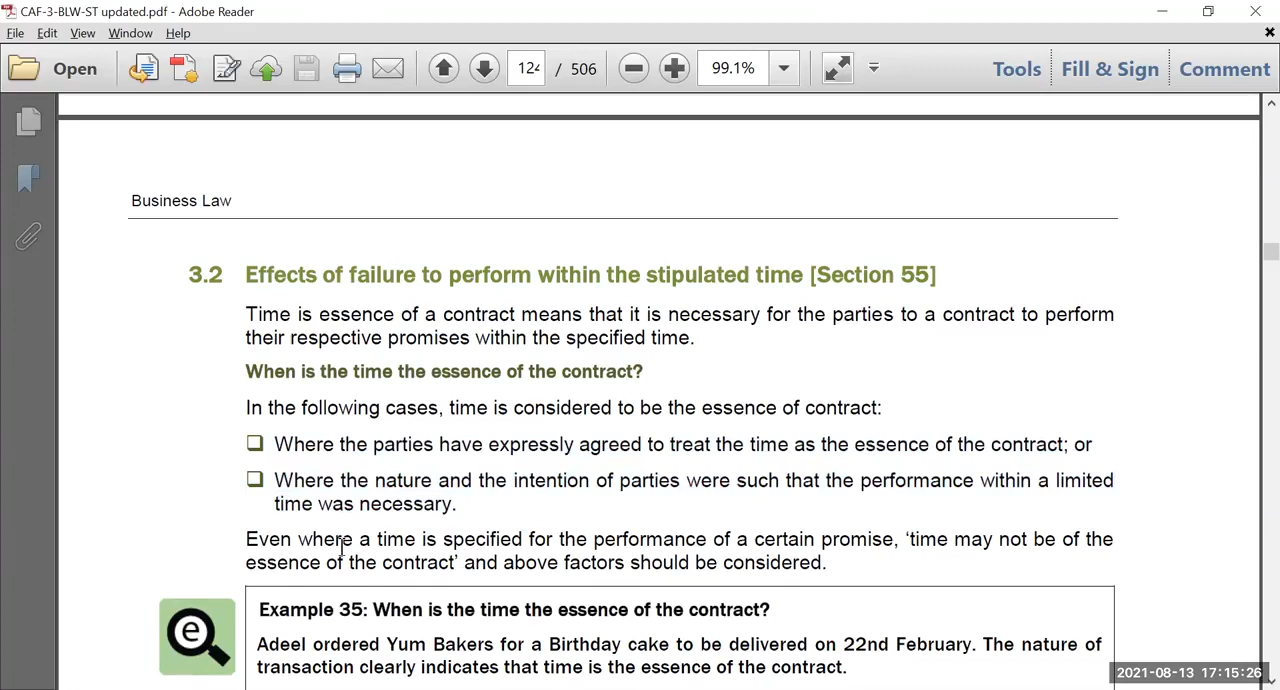 CAF-3-BLW-ST updated.pdf - Adobe Reader
File Edit View Window Help
Open 124 / 506 99.1% Tools Fill & Sign Comment
Business Law
3.2 Effects of failure to perform within the stipulated time [Section 55]
Time is essence of a contract means that it is necessary for the parties to a contract to perform
their respective promises within the specified time.
When is the time the essence of the contract?
In the following cases, time is considered to be the essence of contract:
Where the parties have expressly agreed to treat the time as the essence of the contract; or
Where the nature and the intention of parties were such that the performance within a limited
time was necessary.
Even where a time is specified for the performance of a certain promise, ‘time may not be of the
essence of the contract’ and above factors should be considered.
Example 35: When is the time the essence of the contract?
Adeel ordered Yum Bakers for a Birthday cake to be delivered on 22nd February. The nature of
transaction clearly indicates that time is the essence of the contract.
2021-08-13 17:15:26